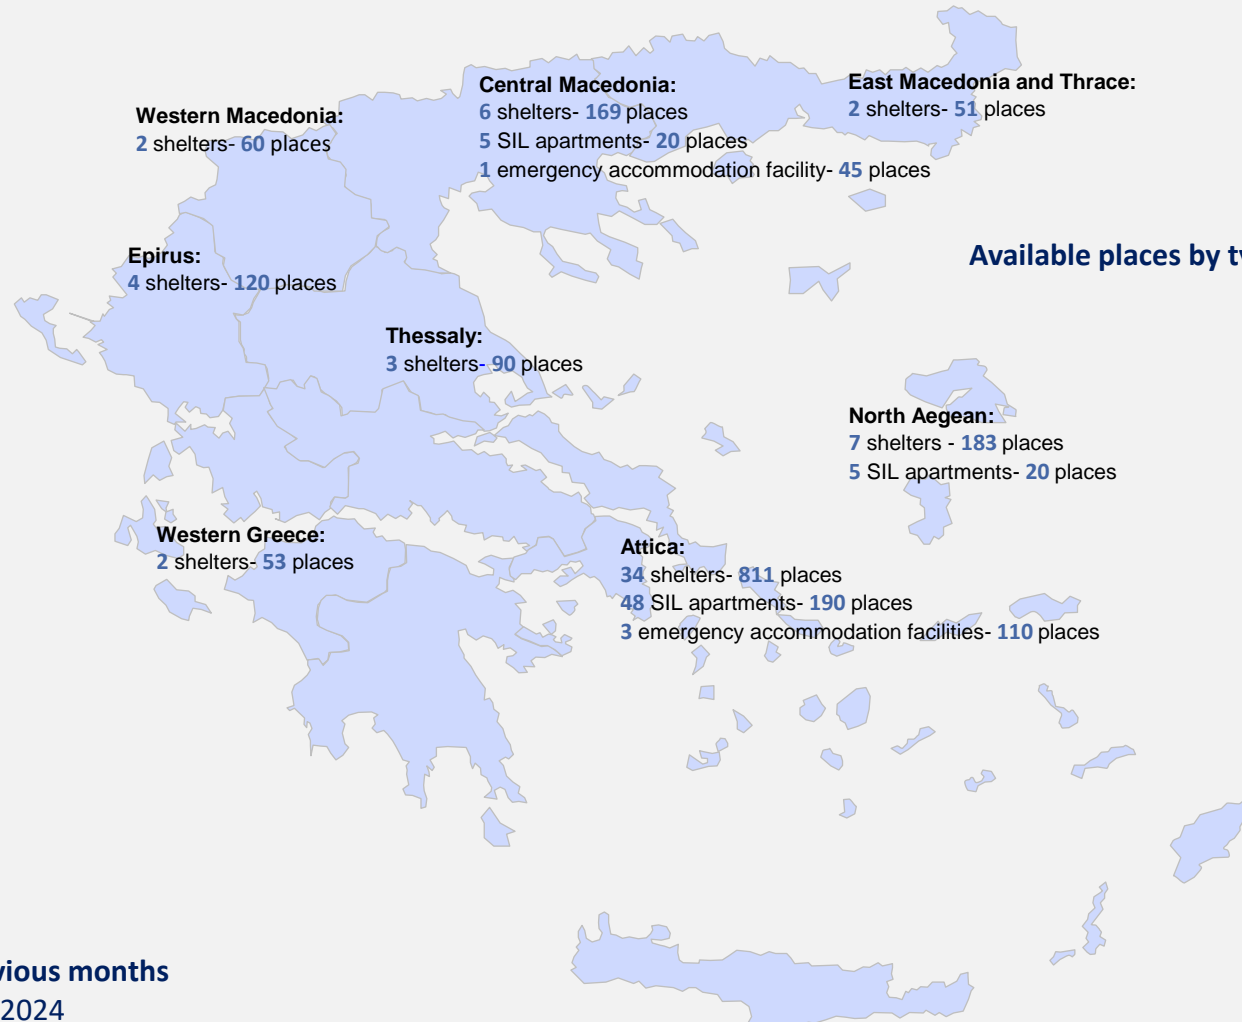 Central Macedonia:
6 shelters- 169 places
5 SIL apartments- 20 places
1 emergency accommodation facility- 45 places
East Macedonia and Thrace:
2 shelters- 51 places
Western Macedonia:
2 shelters- 60 places
Epirus:
4 shelters- 120 places
Available places by
Thessaly:
3 shelters- 90 places
North Aegean:
7 shelters - 183 places
5 SIL apartments- 20 places
Western Greece:
2 shelters- 53 places
Attica:
34 shelters- 811 places
48 SIL apartments- 190 places
3 emergency accommodation facilities- 110 places
months
2024